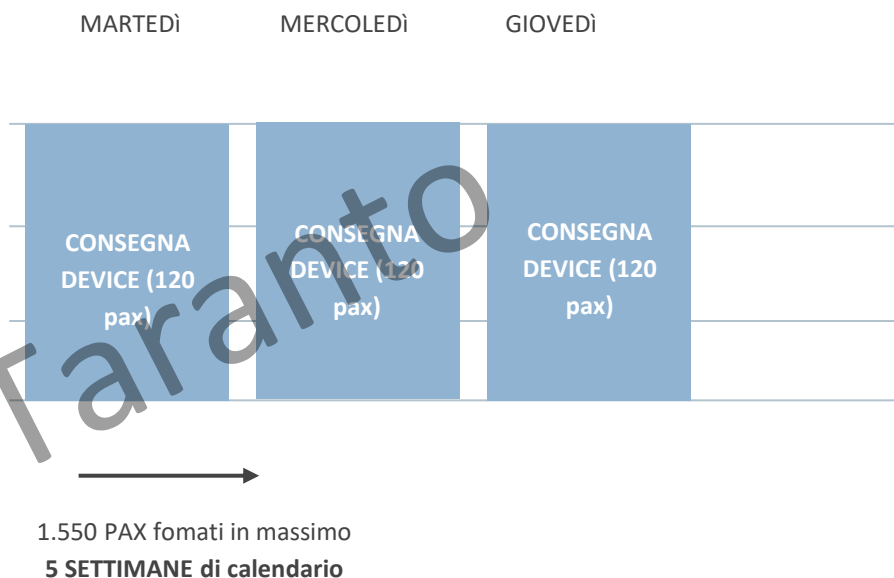 MARTEDì MERCOLEDì GIOVEDì
CONSEGNA
DEVICE (120
pax)
CONSEGNA
DEVICE (120
pax)
CONSEGNA
DEVICE (120
pax)
Taranto
1.550 PAX fomati in massimo
5 SETTIMANE di calendario